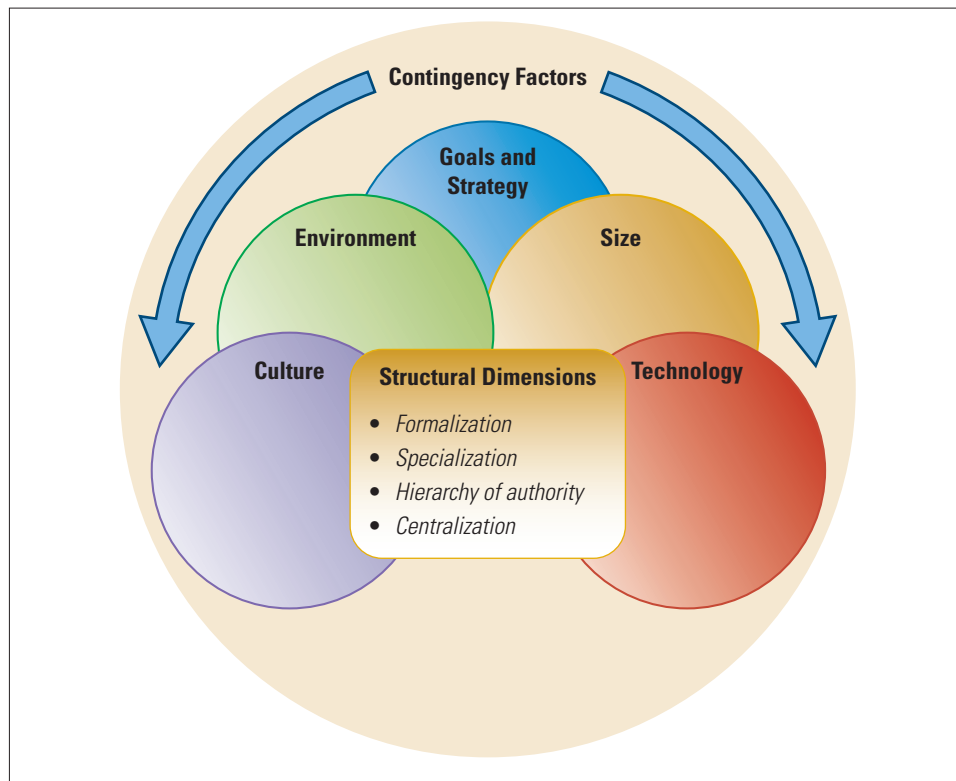 Contingency Factors
Goals and
Strategy
Environment
Size
Culture
Structural Dimensions
Technology
• Formalization
• Specialization
• Hierarchy of authority
• Centralization